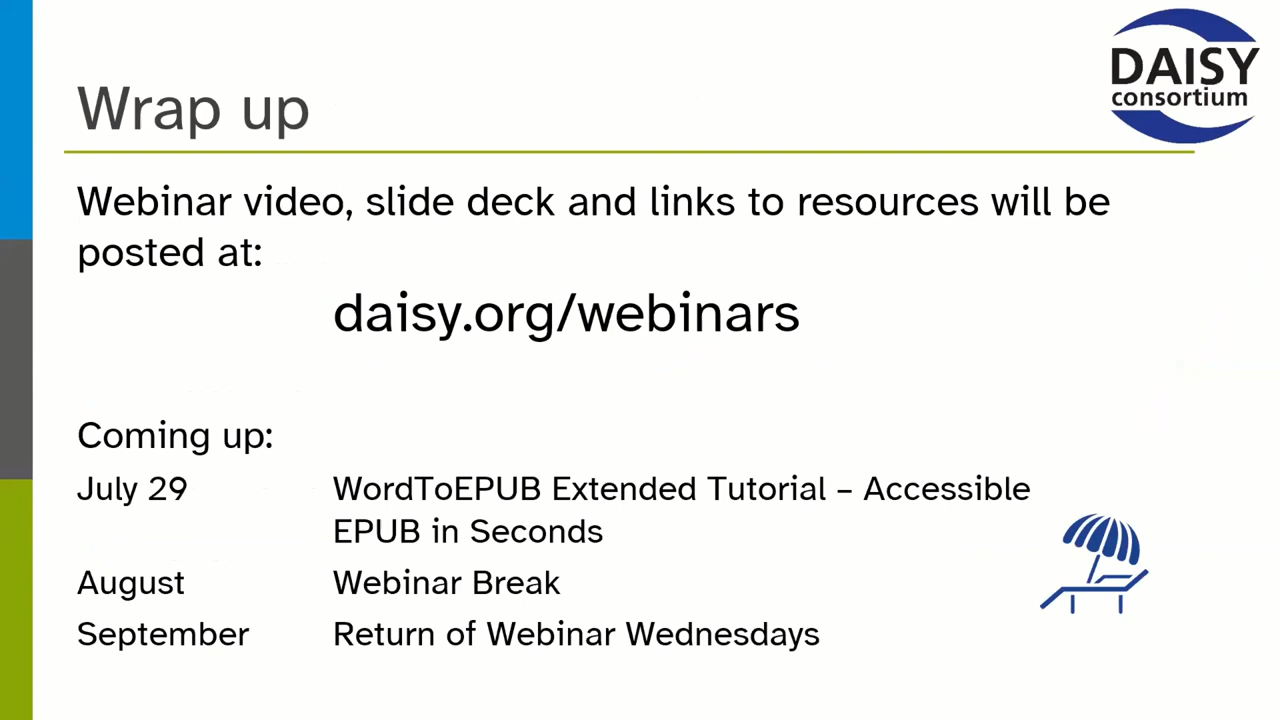 DAISY
consortium
Wrap up
Webinar video, slide deck and links to resources will be
posted at:
daisy.org/webinars
Coming up:
July 29 WordToEPUB Extended Tutorial – Accessible
EPUB in Seconds
August Webinar Break
September Return of Webinar Wednesdays